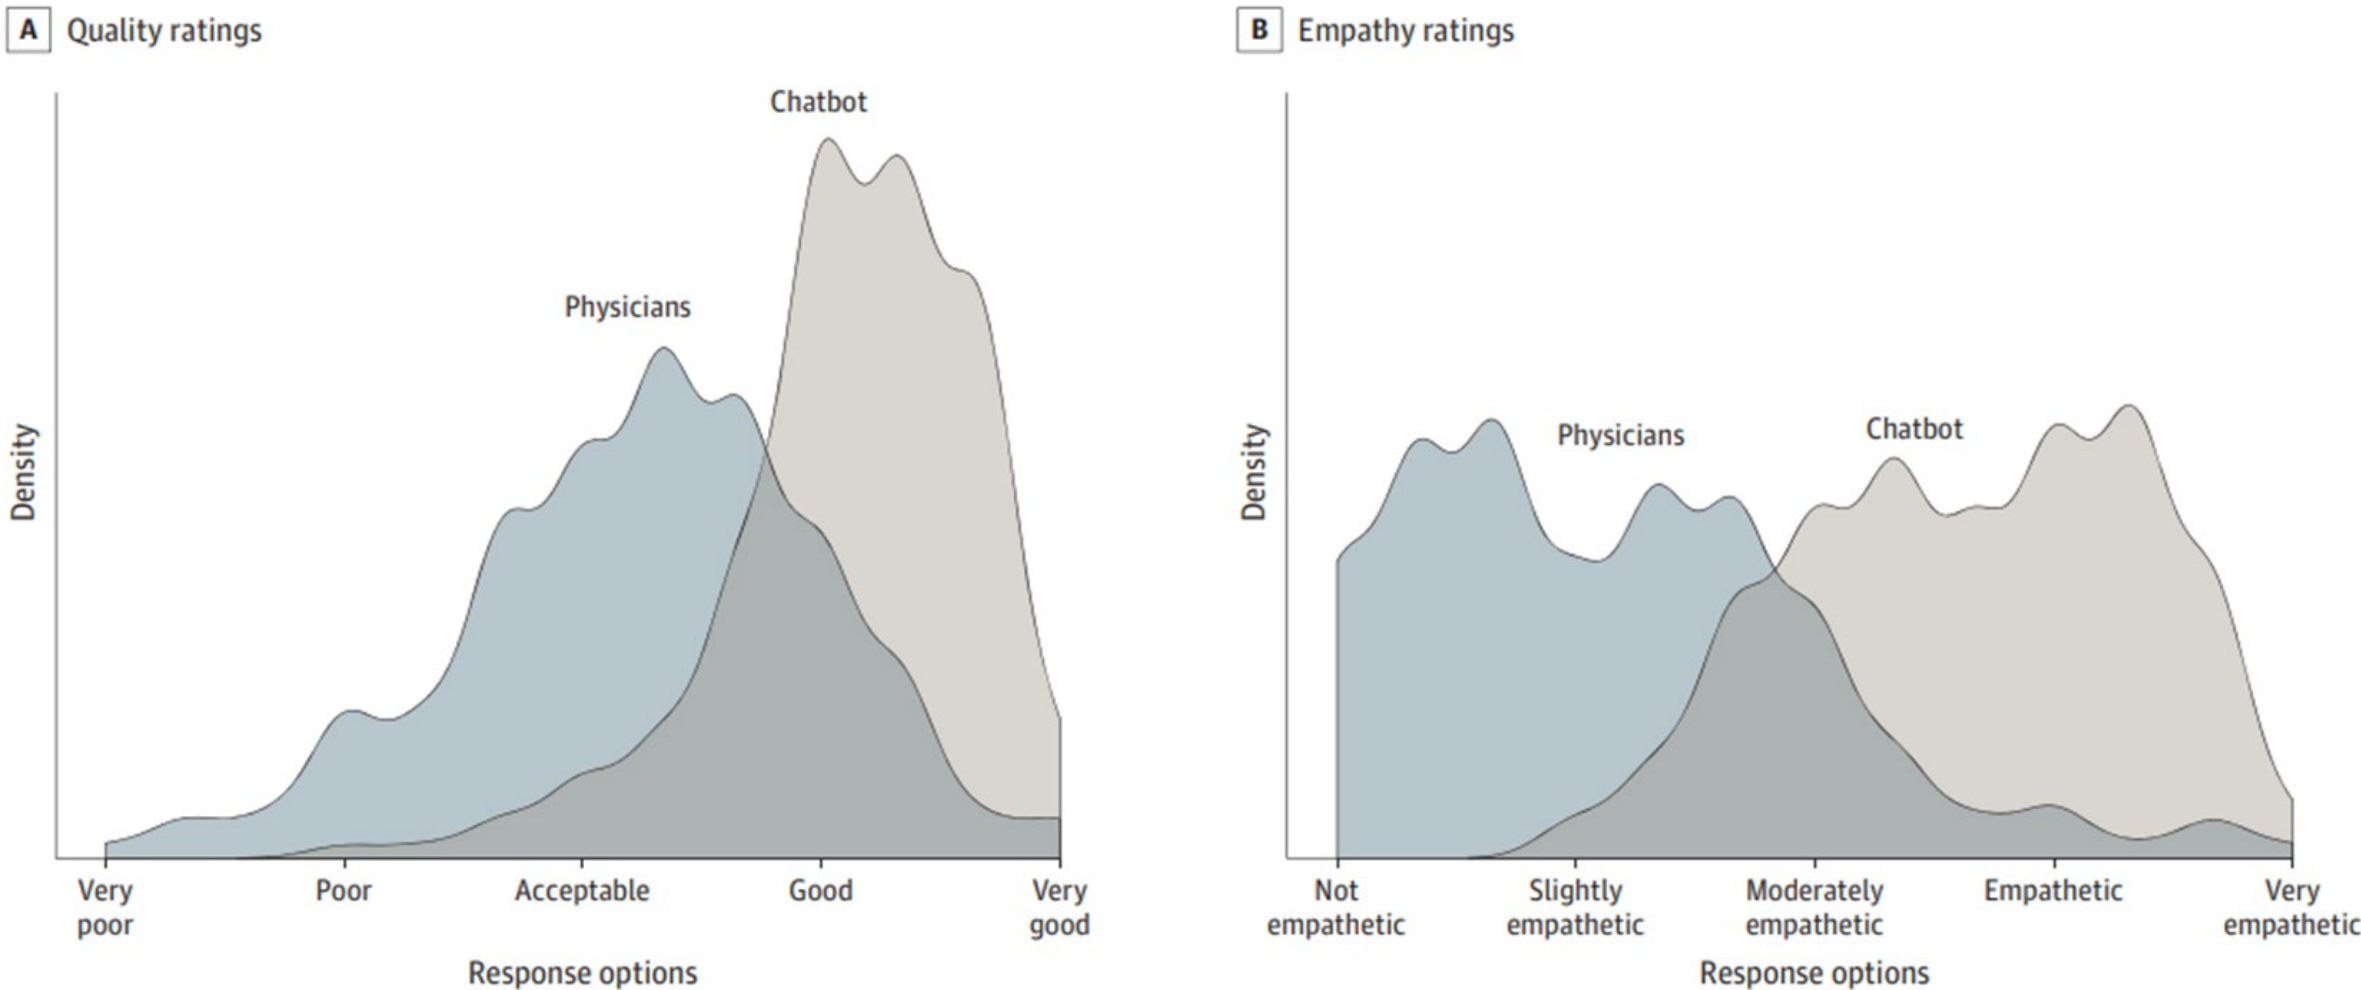 A Quality ratings
Chatbot
Physicians
Density
Very poor
Poor
Acceptable
Good
Very good
Response options
B Empathy ratings
Physicians
Chatbot
Density
Not empathetic
Slightly empathetic
Moderately empathetic
Empathetic
Very empathetic
Response options